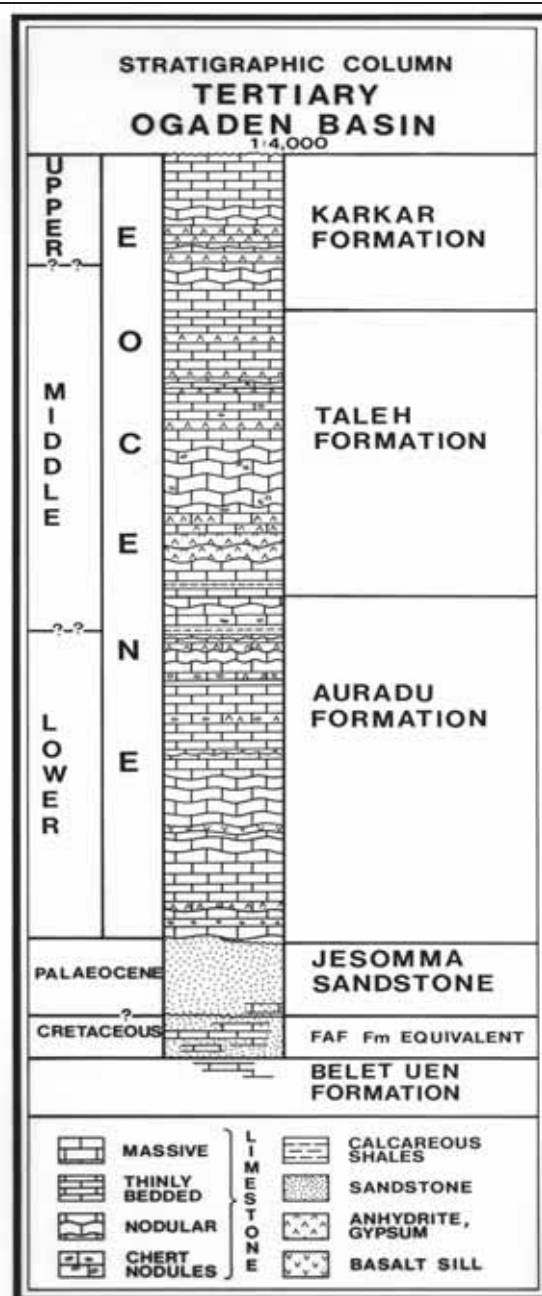 STRATIGRAPHIC COLUMN
TERTIARY
OGADEN BASIN
1:4,000
UPPER
?-?
MIDDLE
?-?
LOWER
EOCENE
KARKAR
FORMATION
TALEH
FORMATION
AURADU
FORMATION
PALAEOCENE
JESOMMA
SANDSTONE
?
CRETACEOUS
FAF Fm EQUIVALENT
BELET UEN
FORMATION
MASSIVE
THINLY
BEDDED
NODULAR
CHERT
NODULES
LIMESTONE
CALCAREOUS
SHALES
SANDSTONE
ANHYDRITE,
GYPSUM
BASALT SILL